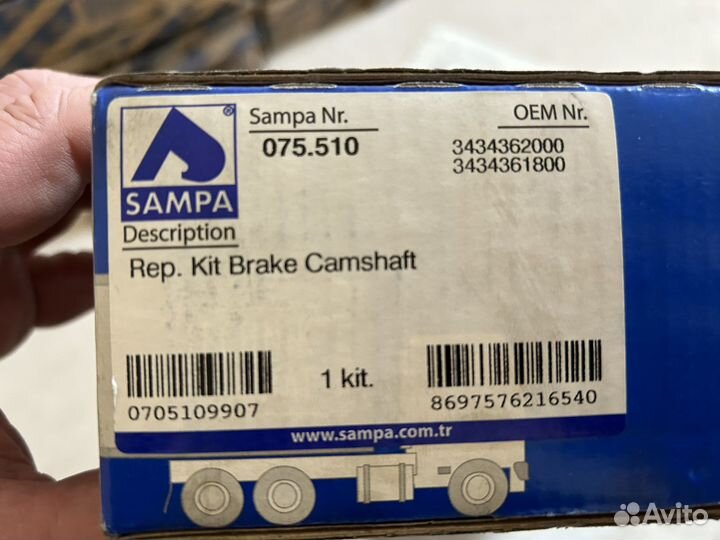 Sampa Nr.
075.510
OEM Nr.
3434362000
3434361800
®
SAMPA
Description
Rep. Kit Brake Camshaft
0705109907
1 kit.
8697576216540
www.sampa.com.tr
Avito